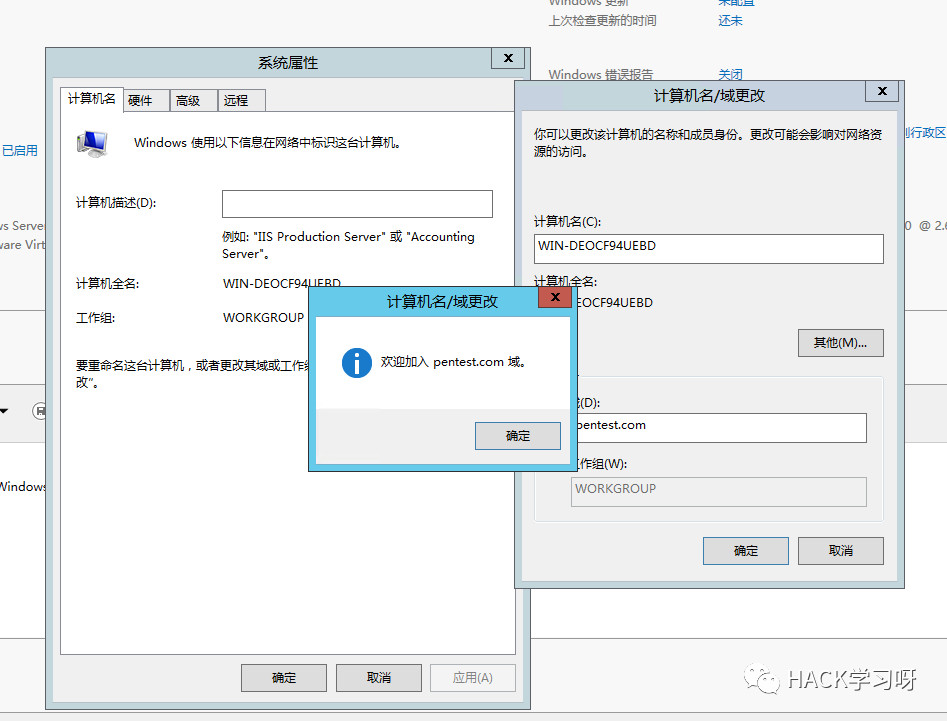 Windows 更新
未配置
上次检查更新的时间
还未
Windows 错误报告
关闭
已启用
系统属性
计算机名
硬件
高级
远程
Windows 使用以下信息在网络中标识这台计算机。
计算机描述(D):
例如: "IIS Production Server" 或 "Accounting
Server"。
计算机全名:
WIN-DEOCF94UEBD
工作组:
WORKGROUP
要重命名这台计算机，或者更改其域或工作组
改"。
确定
取消
应用(A)
计算机名/域更改
你可以更改该计算机的名称和成员身份。更改可能会影响对网络资
源的访问。
计算机名(C):
WIN-DEOCF94UEBD
计算机全名:
EOCF94UEBD
其他(M)...
(D):
pentest.com
工作组(W):
WORKGROUP
确定
取消
计算机名/域更改
欢迎加入 pentest.com 域。
确定
行政区
Windows
HACK学习呀